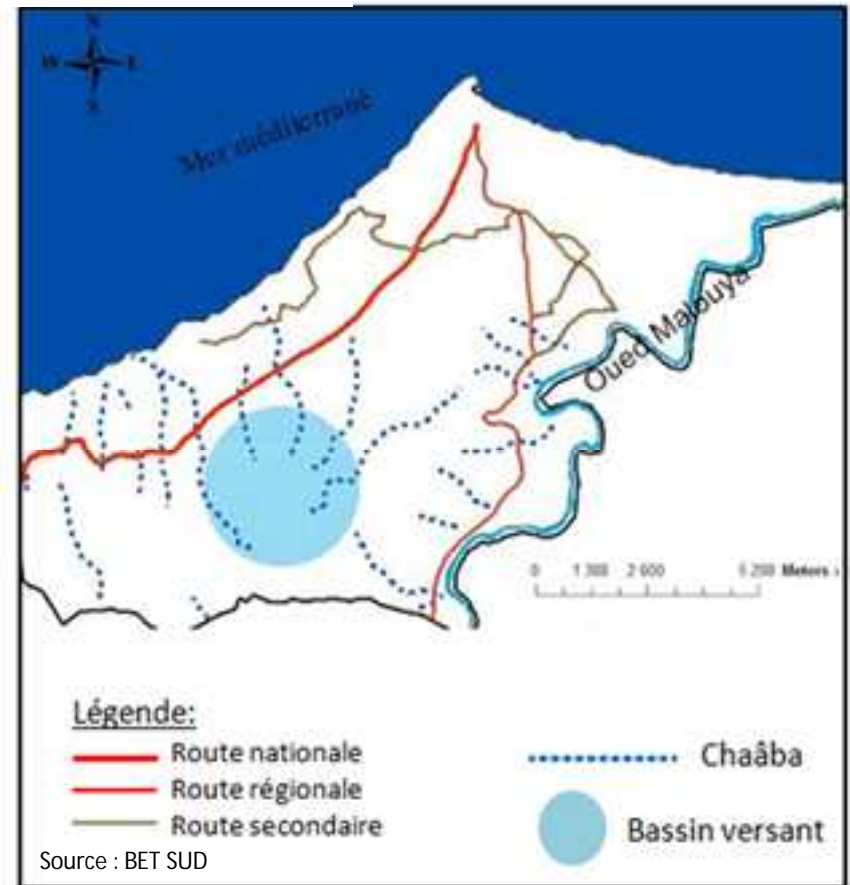 N
W E
S
Mer méditerrané
Oued Malouya
0 1 300 2 600 5 200 Meters
Légende:
Route nationale
Route régionale
Route secondaire
Chaâba
Bassin versant
Source : BET SUD